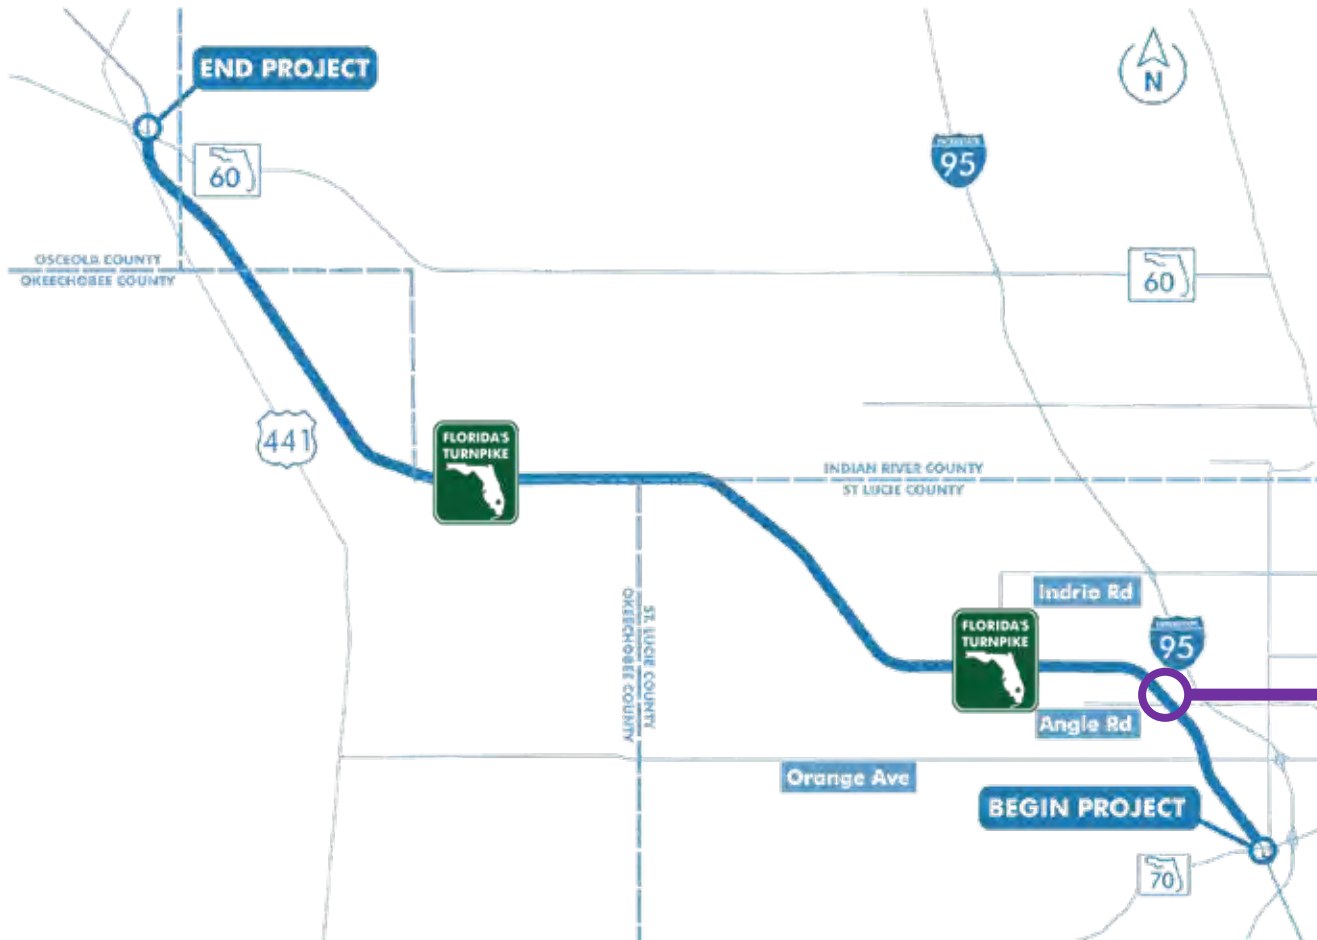 END PROJECT
N
60
INTERSTATE
95
OSCEOLA COUNTY
OKEECHOBEE COUNTY
60
441
FLORIDA'S
TURNPIKE
INDIAN RIVER COUNTY
ST LUCIE COUNTY
ST. LUCIE COUNTY
OKEECHOBEE COUNTY
Indrio Rd
FLORIDA'S
TURNPIKE
95
Angle Rd
Orange Ave
BEGIN PROJECT
70